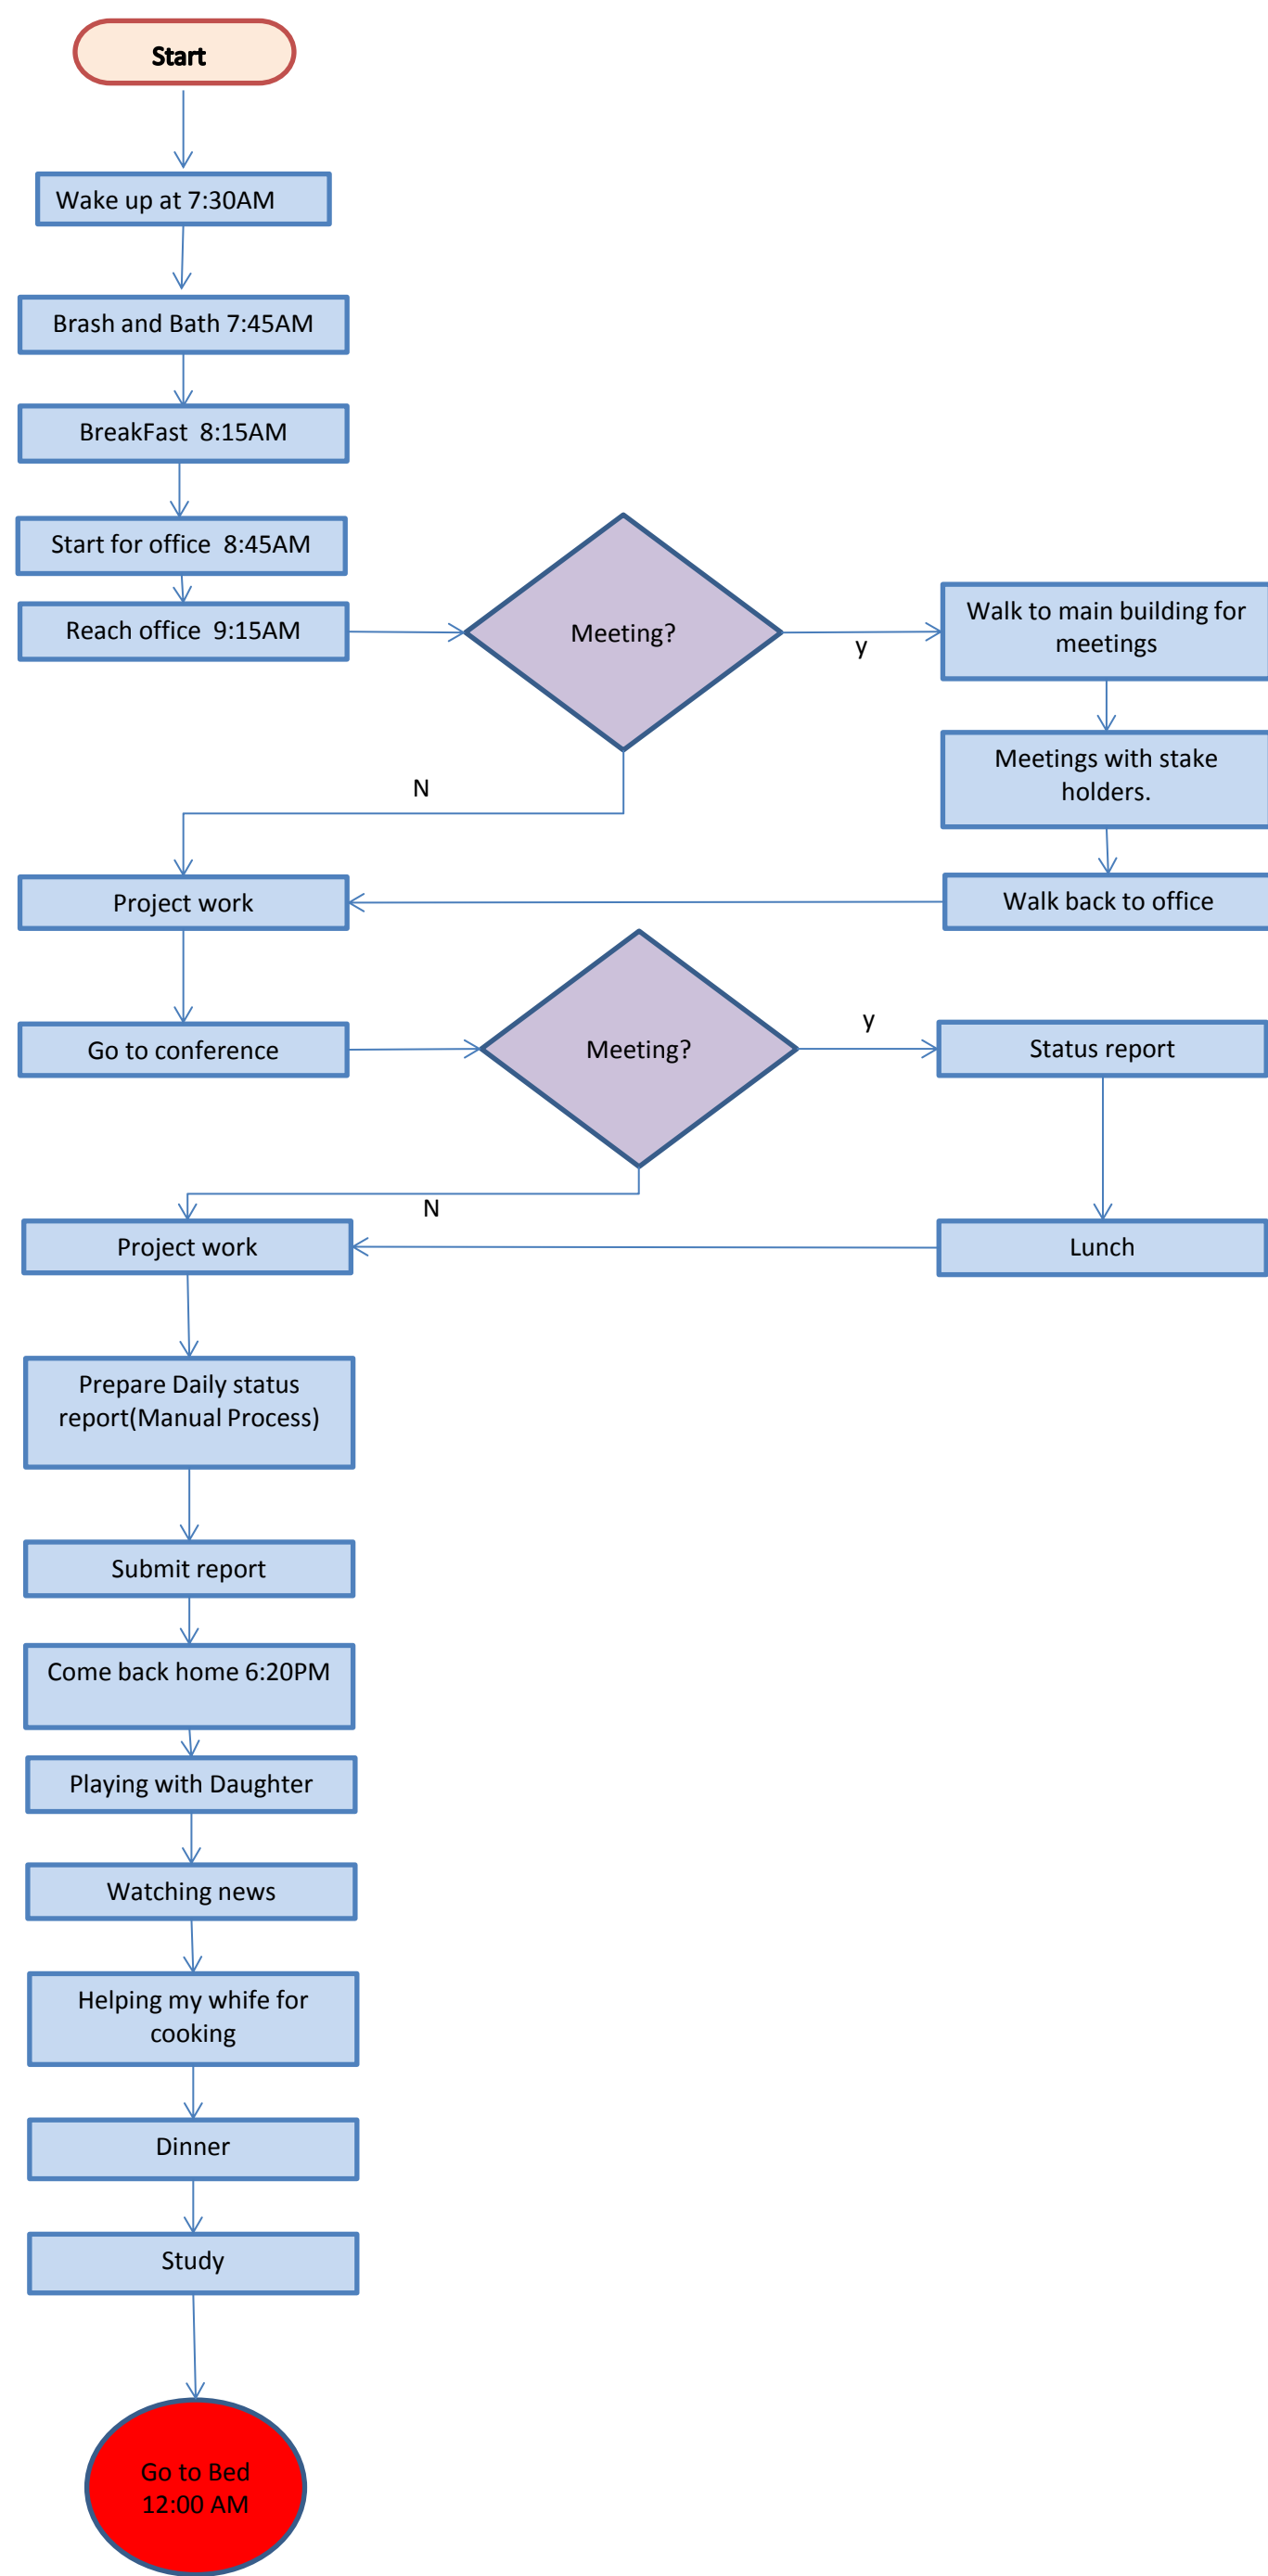 Start
Wake up at 7:30AM
Brash and Bath 7:45AM
BreakFast  8:15AM
Start for office  8:45AM
Reach office  9:15AM
Meeting?
y
Walk to main building for
meetings
Meetings with stake
holders.
N
Project work
Walk back to office
Go to conference
Meeting?
y
Status report
N
Project work
Lunch
Prepare Daily status
report(Manual Process)
Submit report
Come back home 6:20PM
Playing with Daughter
Watching news
Helping my whife for
cooking
Dinner
Study
Go to Bed
12:00 AM